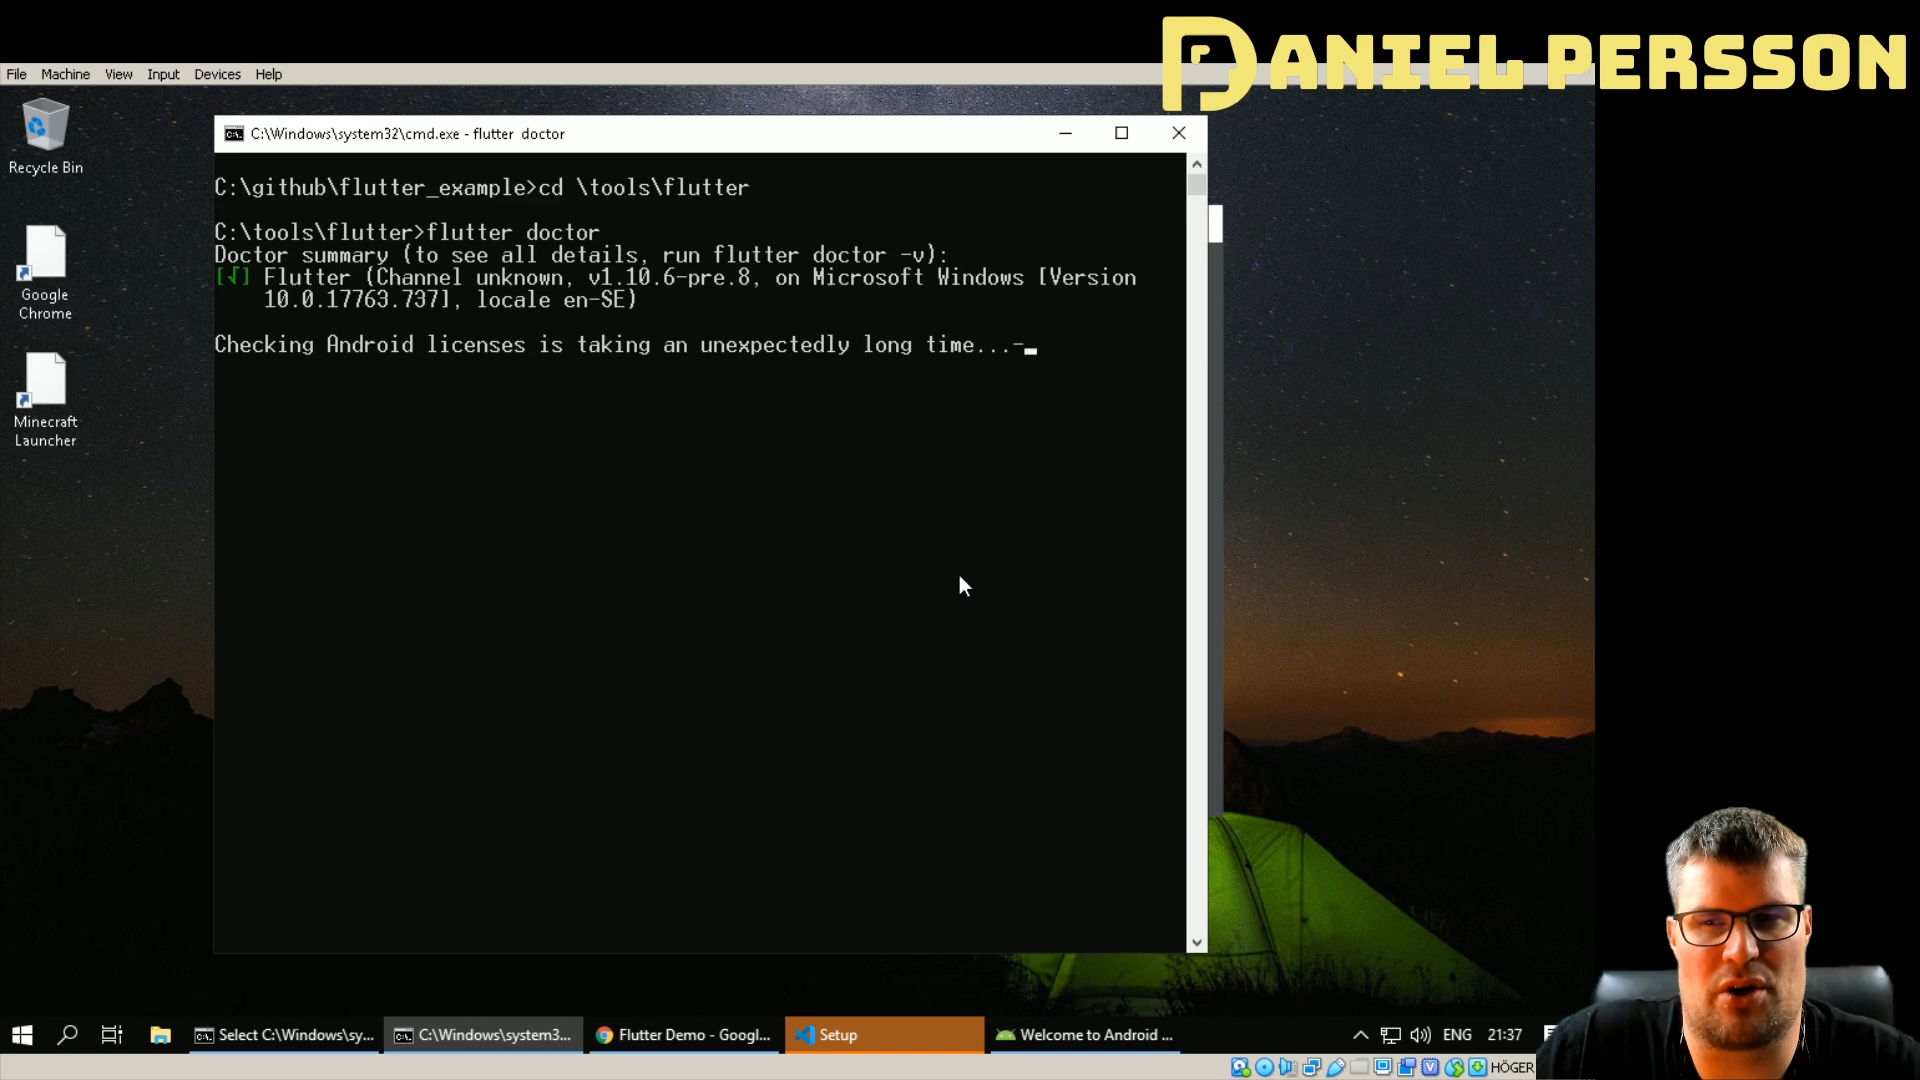 DANIEL PERSSON
File Machine View Input Devices Help
Recycle Bin
Google
Chrome
Minecraft
Launcher
C:\Windows\system32\cmd.exe - flutter doctor
C:\github\flutter_example>cd \tools\flutter
C:\tools\flutter>flutter doctor
Doctor summary (to see all details, run flutter doctor -v):
[√] Flutter (Channel unknown, v1.10.6-pre.8, on Microsoft Windows [Version
10.0.17763.737], locale en-SE)
Checking Android licenses is taking an unexpectedly long time...-
Select C:\Windows\sy... C:\Windows\system3... Flutter Demo - Googl... Setup Welcome to Android ... ENG 21:37
HÖGER